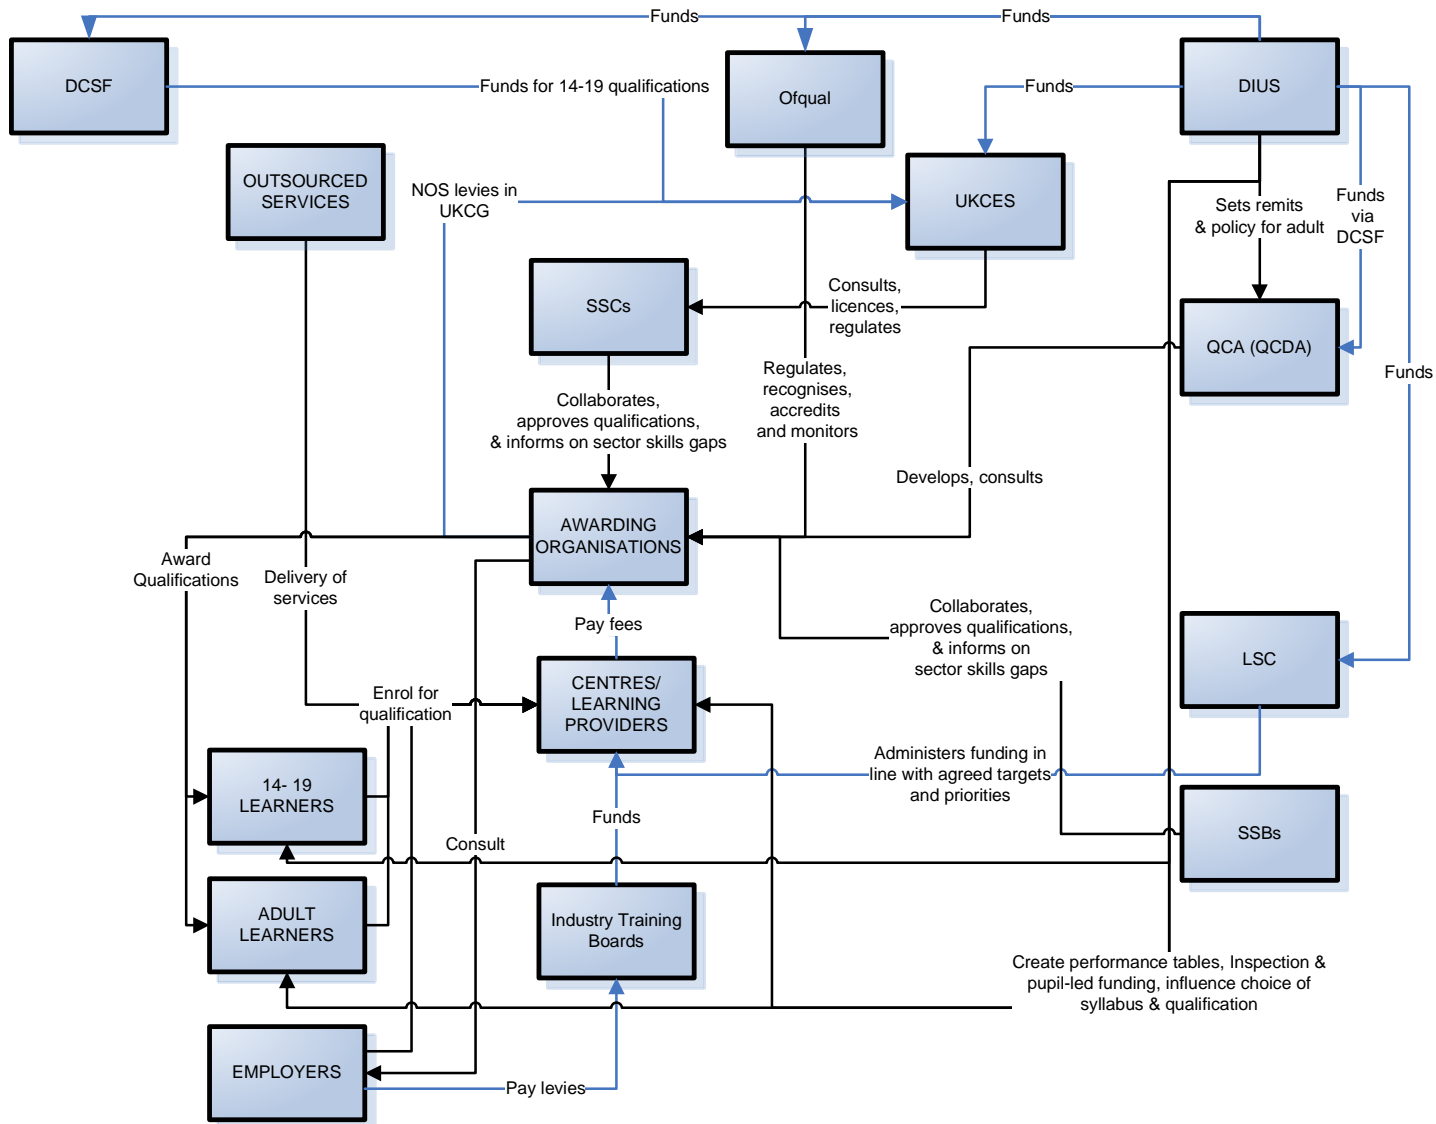 Funds
Funds
DCSF
Funds for 14-19 qualifications
Ofqual
Funds
DIUS
OUTSOURCED
SERVICES
NOS levies in
UKCG
UKCES
Sets remits
& policy for adult
Funds
via
DCSF
SSCs
Consults,
licences,
regulates
QCA (QCDA)
Funds
Regulates,
recognises,
accredits
and monitors
Collaborates,
approves qualifications,
& informs on sector skills gaps
Develops, consults
AWARDING
ORGANISATIONS
Award
Qualifications
Delivery of
services
Pay fees
Collaborates,
approves qualifications,
& informs on
sector skills gaps
LSC
Enrol for
qualification
CENTRES/
LEARNING
PROVIDERS
Administers funding in
line with agreed targets
and priorities
14- 19
LEARNERS
Funds
Consult
SSBs
ADULT
LEARNERS
Industry Training
Boards
Create performance tables, Inspection &
pupil-led funding, influence choice of
syllabus & qualification
EMPLOYERS
Pay levies